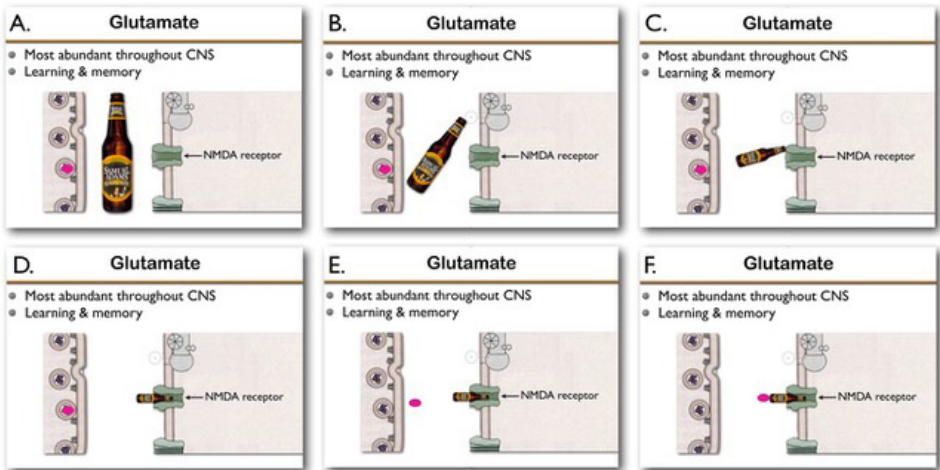 A.
Glutamate
Most abundant throughout CNS
Learning & memory
SAMUEL
ADAMS
NMDA receptor
B.
Glutamate
Most abundant throughout CNS
Learning & memory
NMDA receptor
C.
Glutamate
Most abundant throughout CNS
Learning & memory
NMDA receptor
D.
Glutamate
Most abundant throughout CNS
Learning & memory
NMDA receptor
E.
Glutamate
Most abundant throughout CNS
Learning & memory
NMDA receptor
F.
Glutamate
Most abundant throughout CNS
Learning & memory
NMDA receptor